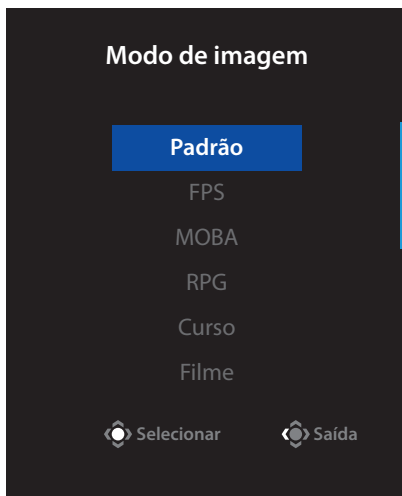 Modo de imagem
Padrão
FPS
MOBA
RPG
Curso
Filme
Selecionar Saída